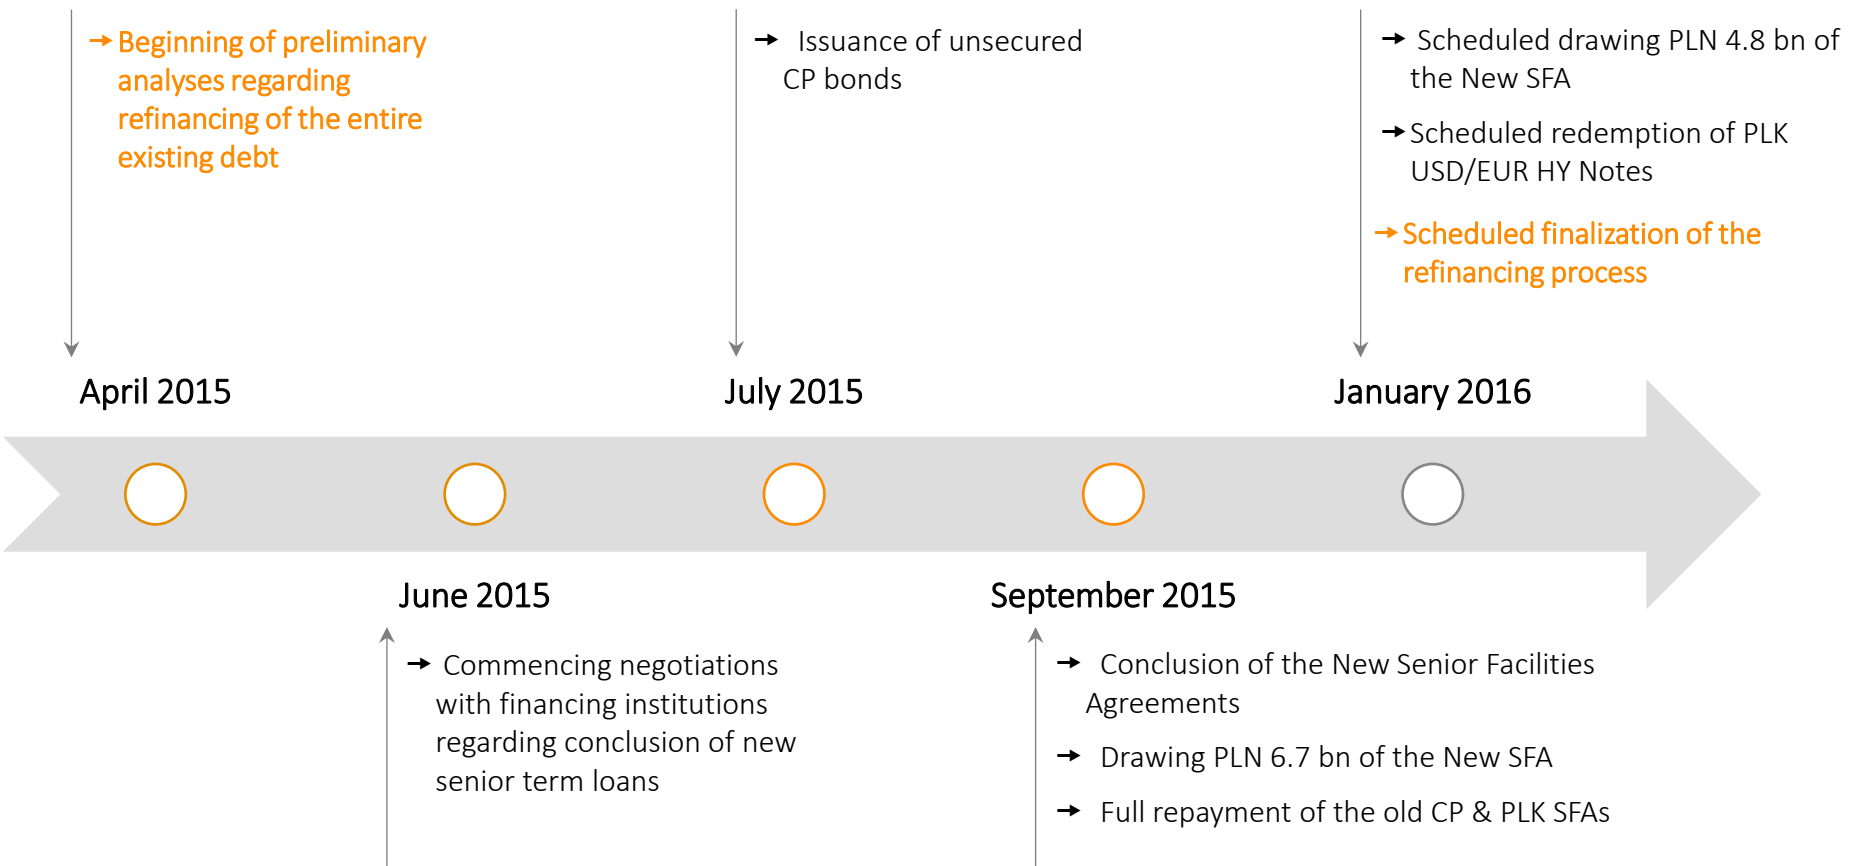 → Beginning of preliminary
analyses regarding
refinancing of the entire
existing debt
April 2015
→ Commencing negotiations
with financing institutions
regarding conclusion of new
senior term loans
June 2015
→ Issuance of unsecured
CP bonds
July 2015
→ Conclusion of the New Senior Facilities
Agreements
→ Drawing PLN 6.7 bn of the New SFA
→ Full repayment of the old CP & PLK SFAs
September 2015
→ Scheduled drawing PLN 4.8 bn of
the New SFA
→ Scheduled redemption of PLK
USD/EUR HY Notes
→ Scheduled finalization of the
refinancing process
January 2016